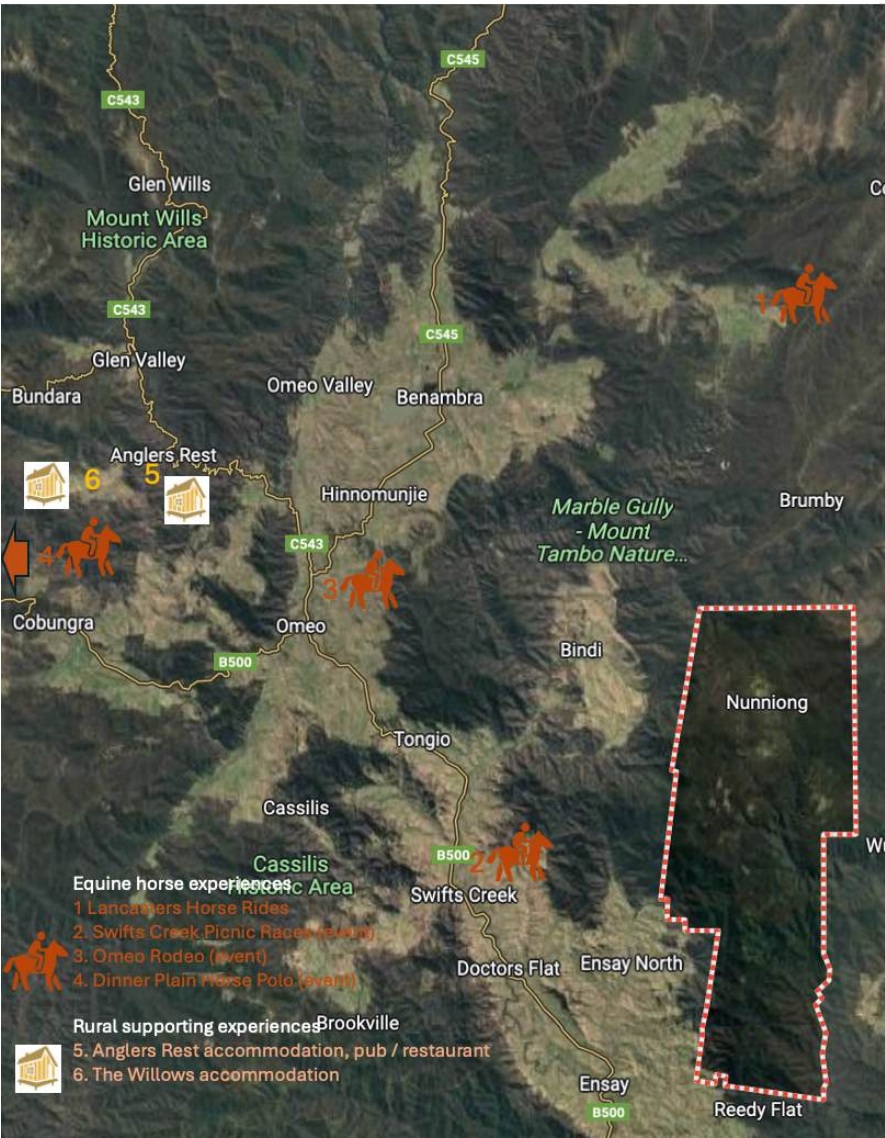 C545
C543
Glen Wills
Mount Wills
Historic Area
Co
1
C543
C545
Glen Valley
Omeo Valley
Bundara
Benambra
Anglers Rest
6
5
Hinnomunjie
Brumby
Marble Gully
- Mount
Tambo Nature...
C543
4
3
Cobungra
Omeo
Bindi
B500
Nunniong
Tongio
Cassilis
Wu
B500
2
Cassilis
Historic Area
Swifts Creek
Equine horse experiences
1 Lancasters Horse Rides
2. Swifts Creek Picnic Races (event)
3. Omeo Rodeo (event)
4. Dinner Plain Horse Polo (event)
Doctors Flat
Ensay North
Rural supporting experiences
Brookville
5. Anglers Rest accommodation, pub / restaurant
6. The Willows accommodation
Ensay
B500
Reedy Flat